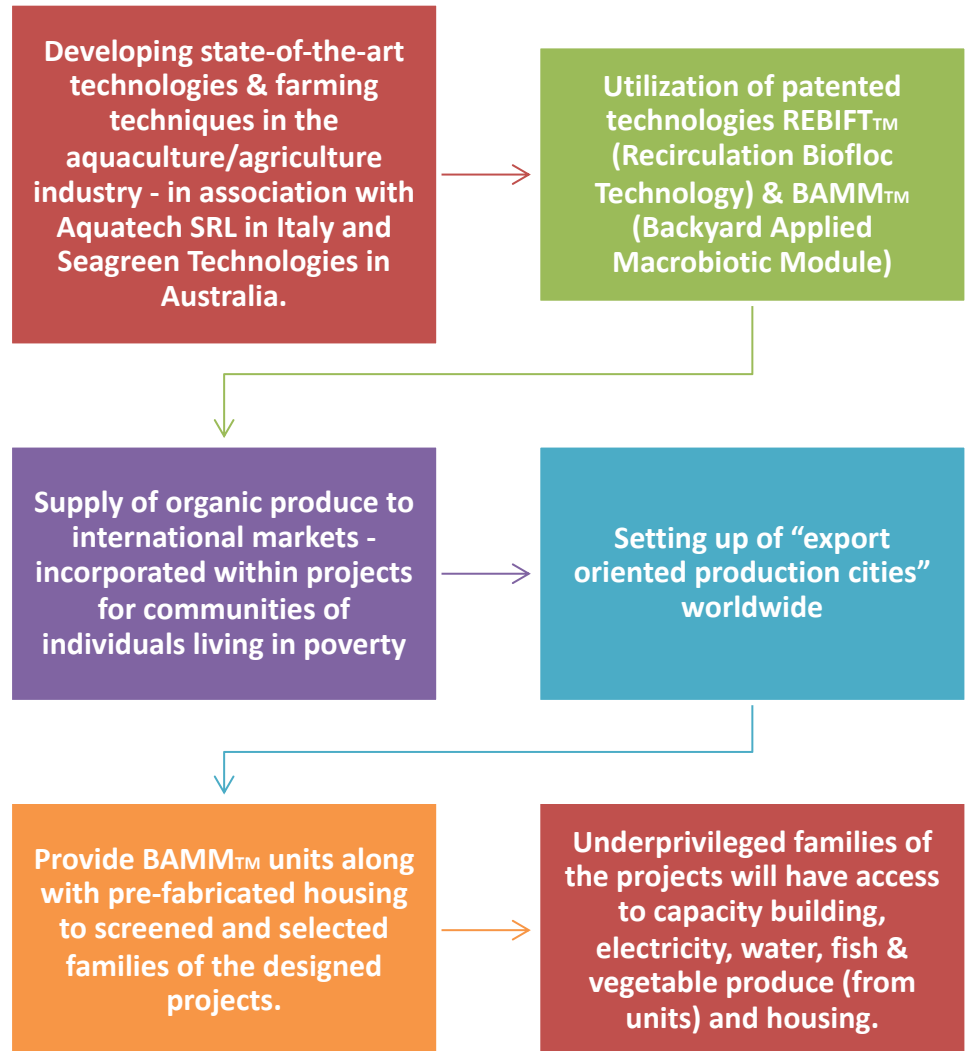 Developing state-of-the-art
technologies & farming
techniques in the
aquaculture/agriculture
industry - in association with
Aquatech SRL in Italy and
Seagreen Technologies in
Australia.
Utilization of patented
technologies REBIFT™
(Recirculation Biofloc
Technology) & BAMM™
(Backyard Applied
Macrobiotic Module)
Supply of organic produce to
international markets -
incorporated within projects
for communities of
individuals living in poverty
Setting up of “export
oriented production cities”
worldwide
Provide BAMM™ units along
with pre-fabricated housing
to screened and selected
families of the designed
projects.
Underprivileged families of
the projects will have access
to capacity building,
electricity, water, fish &
vegetable produce (from
units) and housing.